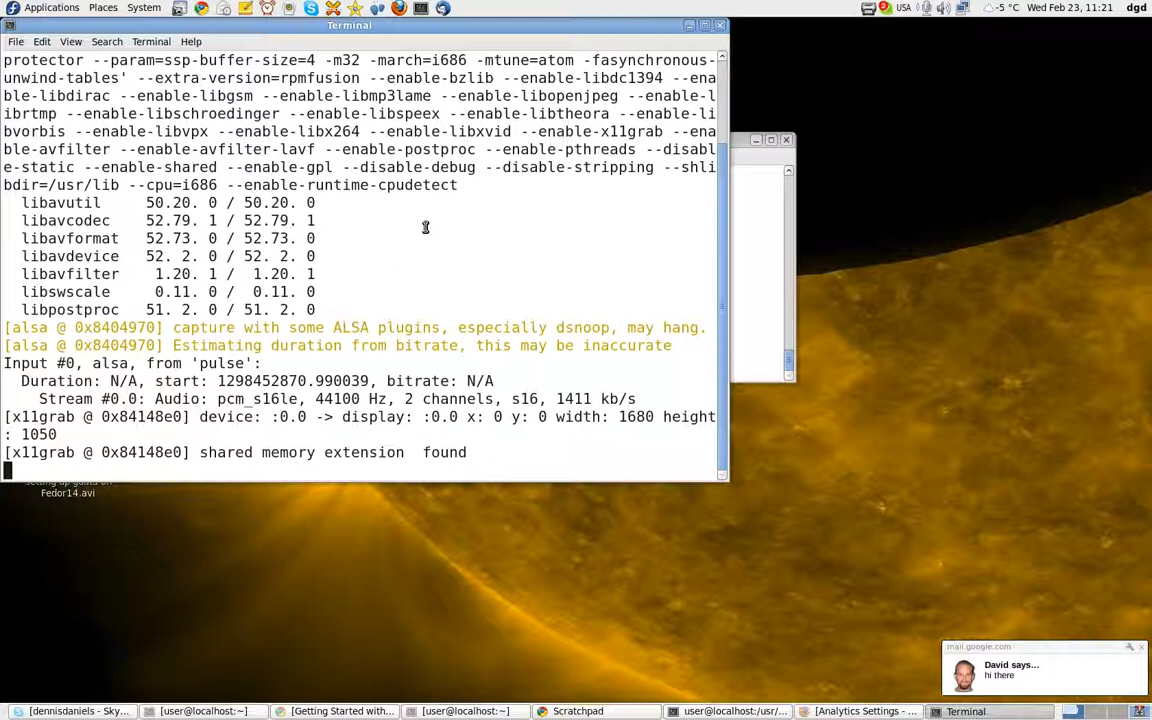 Applications Places System
USA
-5 °C
Wed Feb 23, 11:21
dgd
Terminal
File Edit View Search Terminal Help
protector --param=ssp-buffer-size=4 -m32 -march=i686 -mtune=atom -fasynchronous-
unwind-tables' --extra-version=rpmfusion --enable-bzlib --enable-libdc1394 --ena
ble-libdirac --enable-libgsm --enable-libmp3lame --enable-libopenjpeg --enable-l
ibrtmp --enable-libschroedinger --enable-libspeex --enable-libtheora --enable-li
bvorbis --enable-libvpx --enable-libx264 --enable-libxvid --enable-x11grab --ena
ble-avfilter --enable-avfilter-lavf --enable-postproc --enable-pthreads --disabl
e-static --enable-shared --enable-gpl --disable-debug --disable-stripping --shli
bdir=/usr/lib --cpu=i686 --enable-runtime-cpudetect
libavutil 50.20. 0 / 50.20. 0
libavcodec 52.79. 1 / 52.79. 1
libavformat 52.73. 0 / 52.73. 0
libavdevice 52. 2. 0 / 52. 2. 0
libavfilter 1.20. 1 / 1.20. 1
libswscale 0.11. 0 / 0.11. 0
libpostproc 51. 2. 0 / 51. 2. 0
[alsa @ 0x8404970] capture with some ALSA plugins, especially dsnoop, may hang.
[alsa @ 0x8404970] Estimating duration from bitrate, this may be inaccurate
Input #0, alsa, from 'pulse':
Duration: N/A, start: 1298452870.990039, bitrate: N/A
Stream #0.0: Audio: pcm_s16le, 44100 Hz, 2 channels, s16, 1411 kb/s
[x11grab @ 0x84148e0] device: :0.0 -> display: :0.0 x: 0 y: 0 width: 1680 height
: 1050
[x11grab @ 0x84148e0] shared memory extension found
Fedor14.avi
mail.google.com
David says...
hi there
[dennisdaniels - Sky...
[user@localhost:~]
[Getting Started with...
[user@localhost:~]
Scratchpad
[user@localhost:/usr/...
[Analytics Settings - ...
Terminal